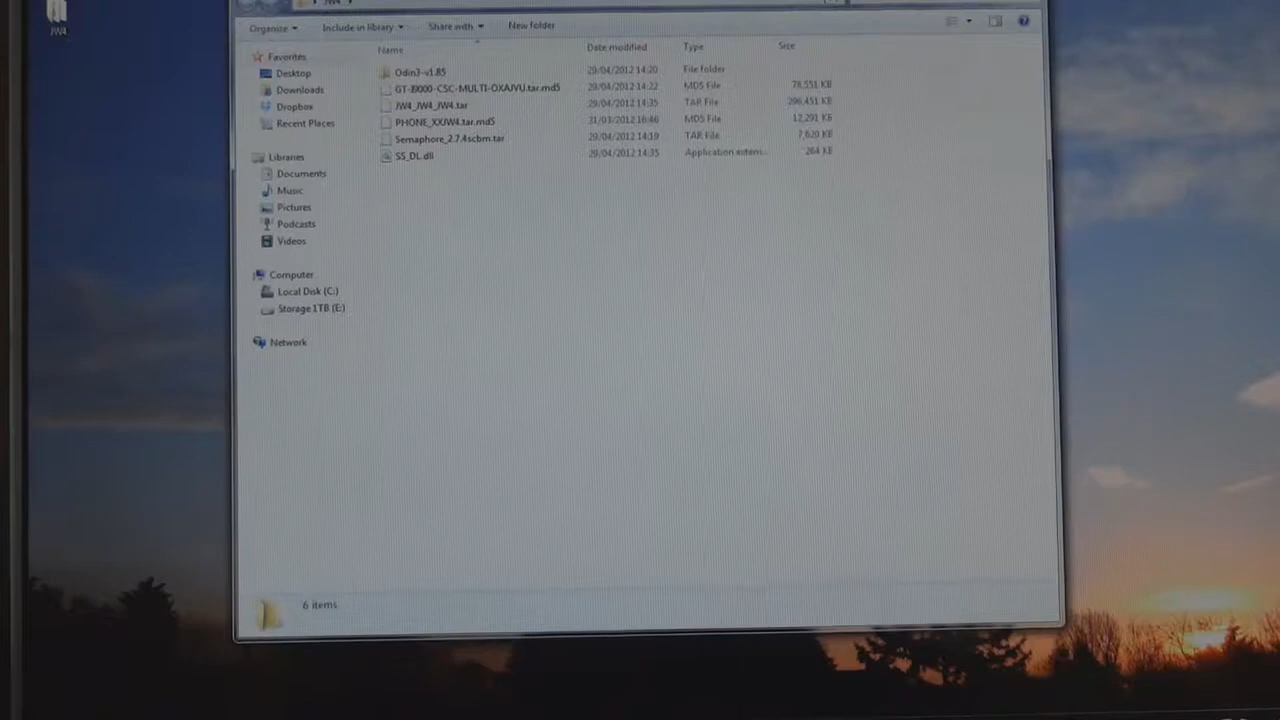 JW4
JW4
Organize Include in library Share with New folder
Name Date modified Type Size
Odin3-v1.85 29/04/2012 14:20 File folder
GT-I9000-CSC-MULTI-OXAJVU.tar.md5 29/04/2012 14:22 MD5 File 78,551 KB
JW4_JW4_JW4.tar 29/04/2012 14:35 TAR File 296,451 KB
PHONE_XXJW4.tar.md5 31/03/2012 16:46 MD5 File 12,291 KB
Semaphore_2.7.4scbm.tar 29/04/2012 14:19 TAR File 7,620 KB
SS_DL.dll 29/04/2012 14:35 Application exten... 264 KB
Favorites
Desktop
Downloads
Dropbox
Recent Places
Libraries
Documents
Music
Pictures
Podcasts
Videos
Computer
Local Disk (C:)
Storage 1TB (E:)
Network
6 items